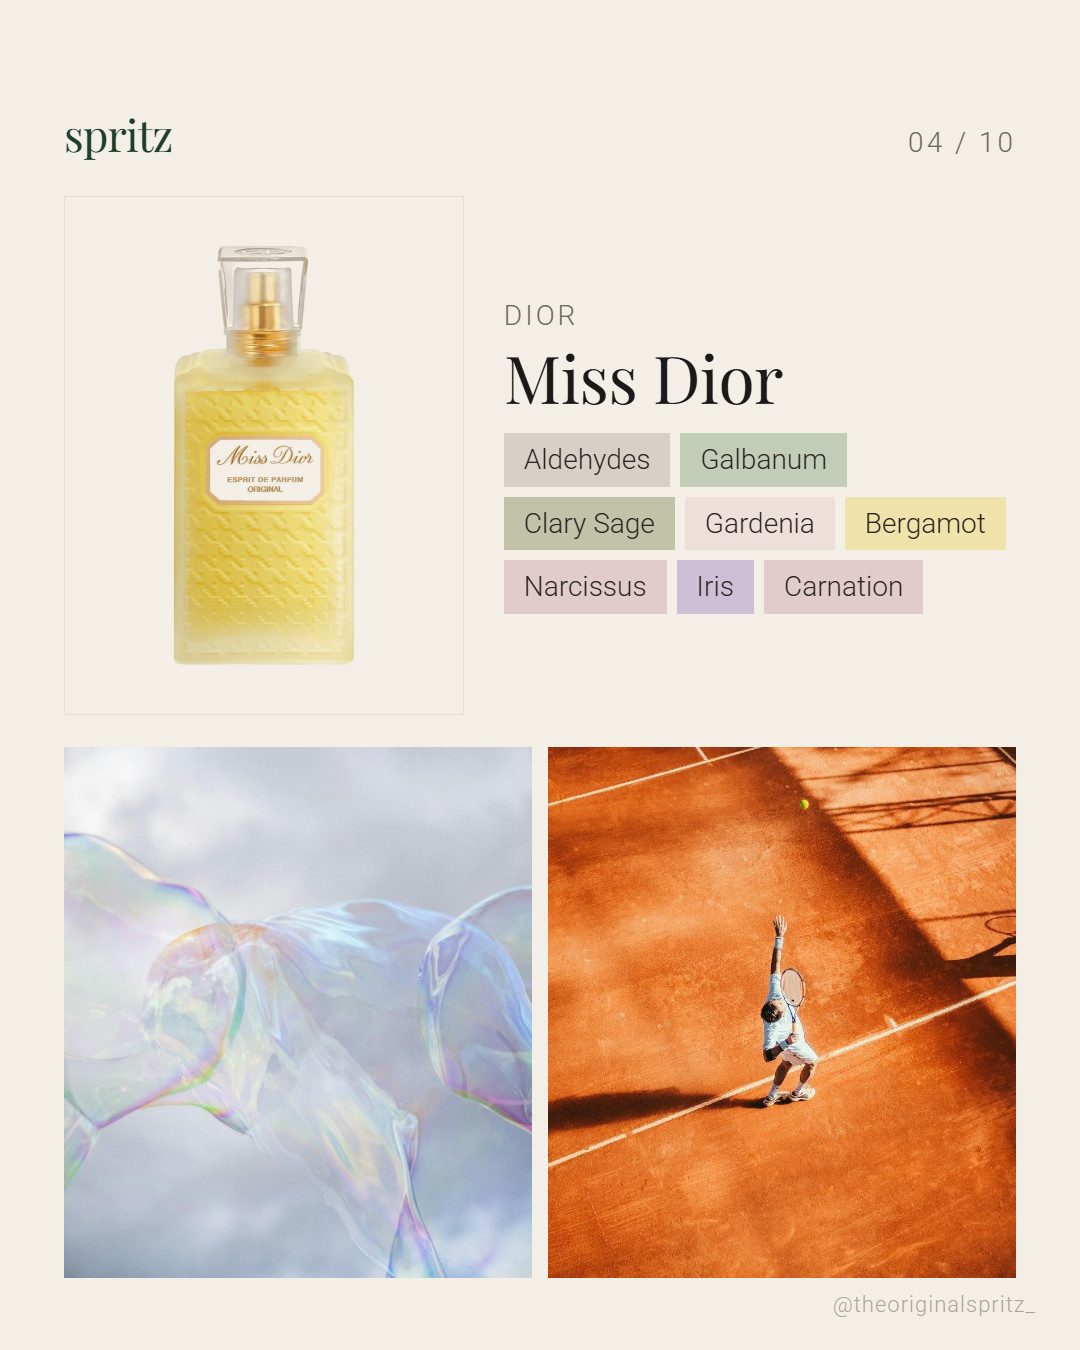 spritz
04 / 10
Miss Dior
ESPRIT DE PARFUM
ORIGINAL
DIOR
Miss Dior
Aldehydes Galbanum
Clary Sage Gardenia Bergamot
Narcissus Iris Carnation
@theoriginalspritz_